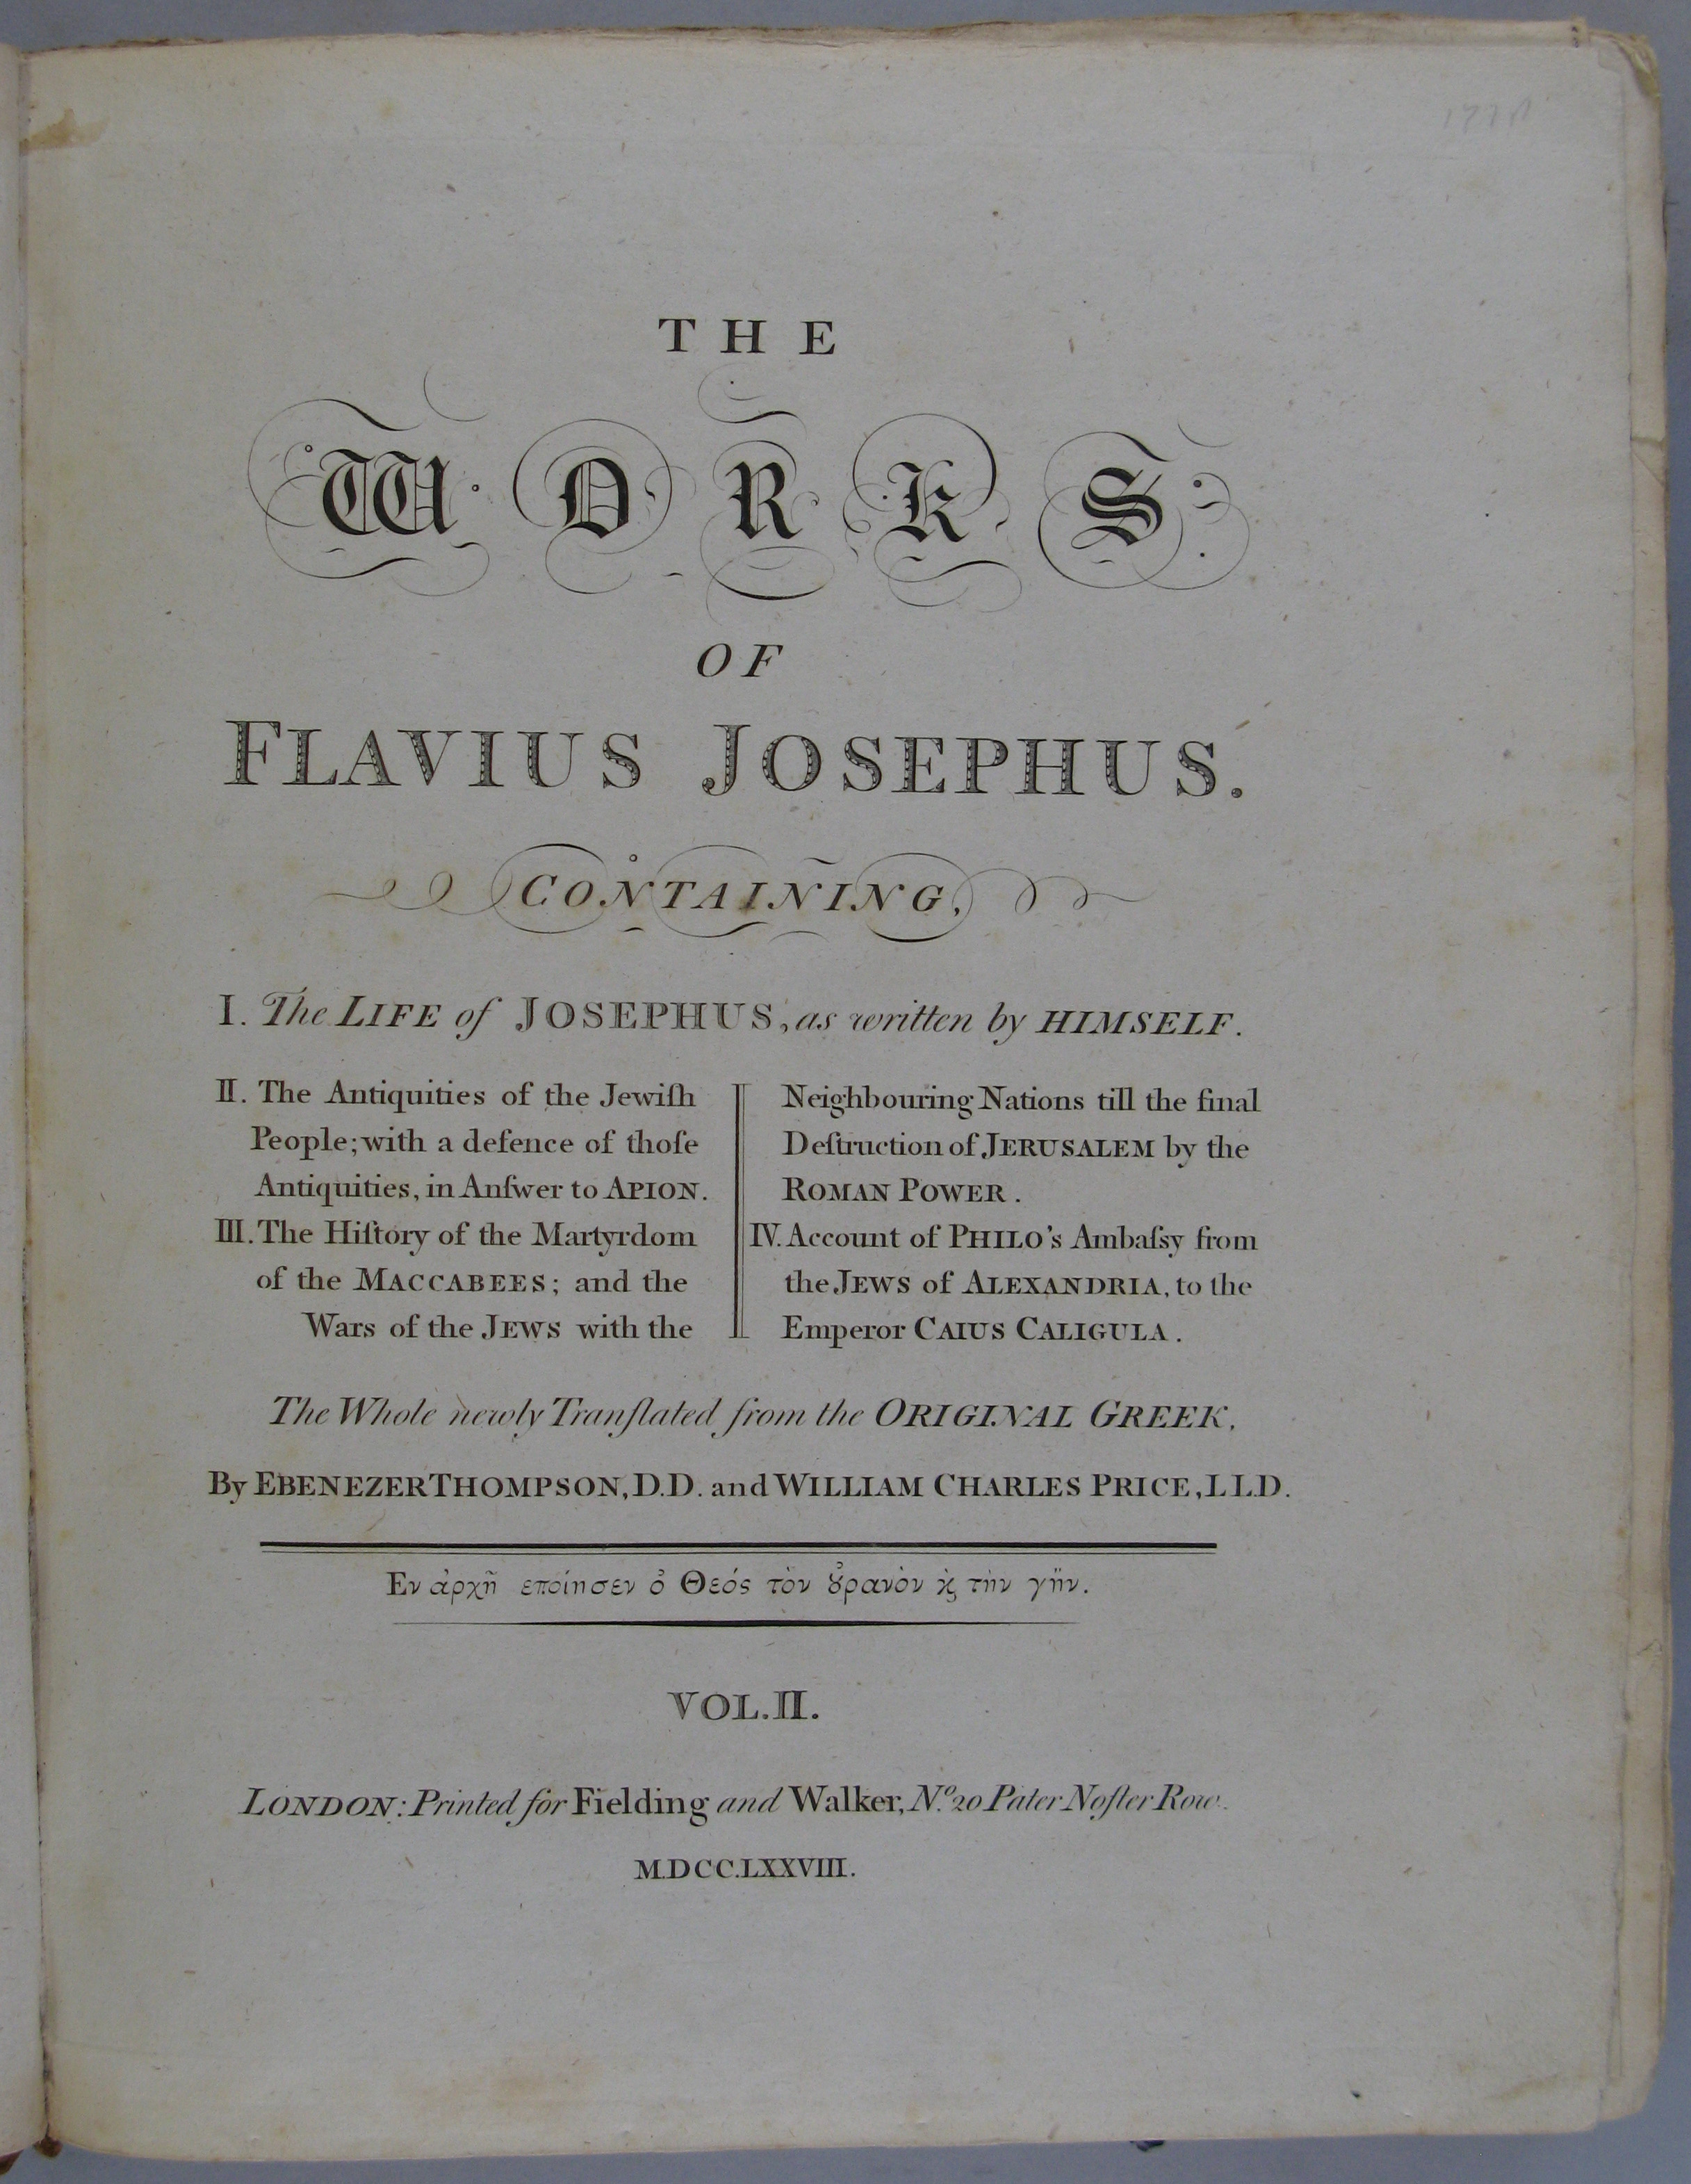 1778
THE
WORKS
OF
FLAVIUS JOSEPHUS.
CONTAINING,
I. The LIFE of JOSEPHUS, as written by HIMSELF.
II. The Antiquities of the Jewiſh
People; with a defence of thoſe
Antiquities, in Anſwer to APION.
III. The Hiſtory of the Martyrdom
of the MACCABEES; and the
Wars of the JEWS with the
Neighbouring Nations till the final
Deſtruction of JERUSALEM by the
ROMAN POWER.
IV. Account of PHILO's Ambaſsy from
the JEWS of ALEXANDRIA, to the
Emperor CAIUS CALIGULA.
The Whole newly Tranſlated from the ORIGINAL GREEK,
By EBENEZER THOMPSON, D.D. and WILLIAM CHARLES PRICE, LL.D.
Εν ἀρχῆ εποίησεν ὁ Θεός τὸν ȣ̓ρανὸν ϗ τὴν γῆν.
VOL. II.
LONDON: Printed for Fielding and Walker, No. 20 Pater Noſter Row.
M.DCC.LXXVIII.